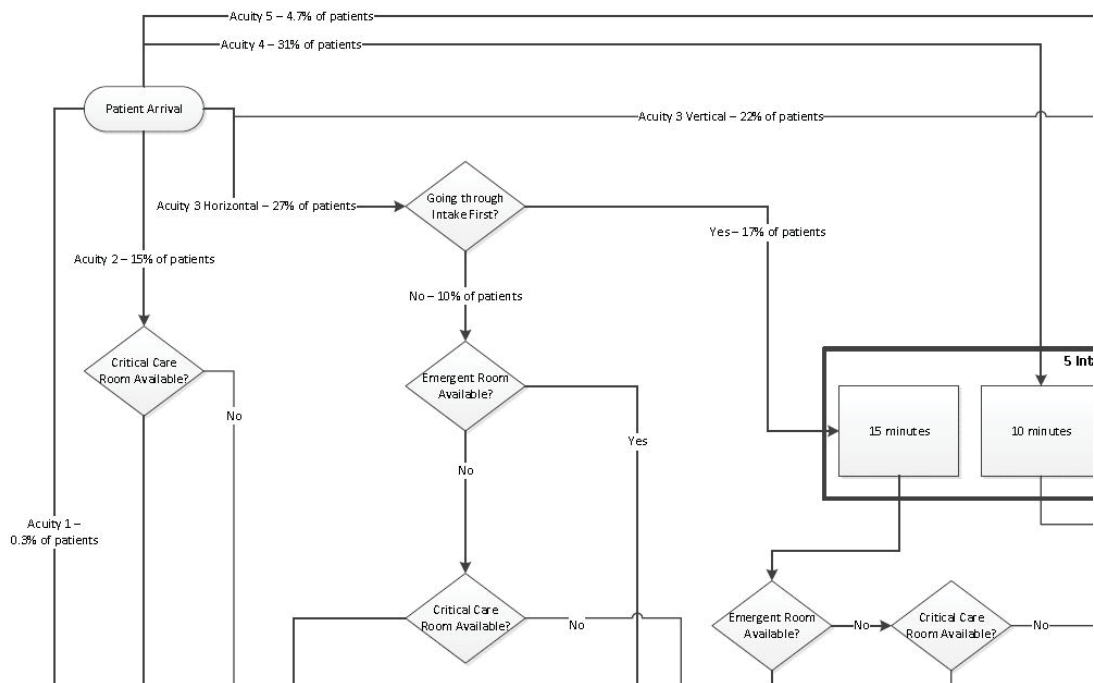 Acuity 5 – 4.7% of patients
Acuity 4 – 31% of patients
Patient Arrival
Acuity 3 Vertical – 22% of patients
Acuity 3 Horizontal – 27% of patients
Going through
Intake First?
Yes – 17% of patients
Acuity 2 – 15% of patients
No – 10% of patients
Critical Care
Room Available?
No
Emergent Room
Available?
Yes
No
5 Int
15 minutes
10 minutes
Acuity 1 –
0.3% of patients
Critical Care
Room Available?
No
Emergent Room
Available?
No
Critical Care
Room Available?
No